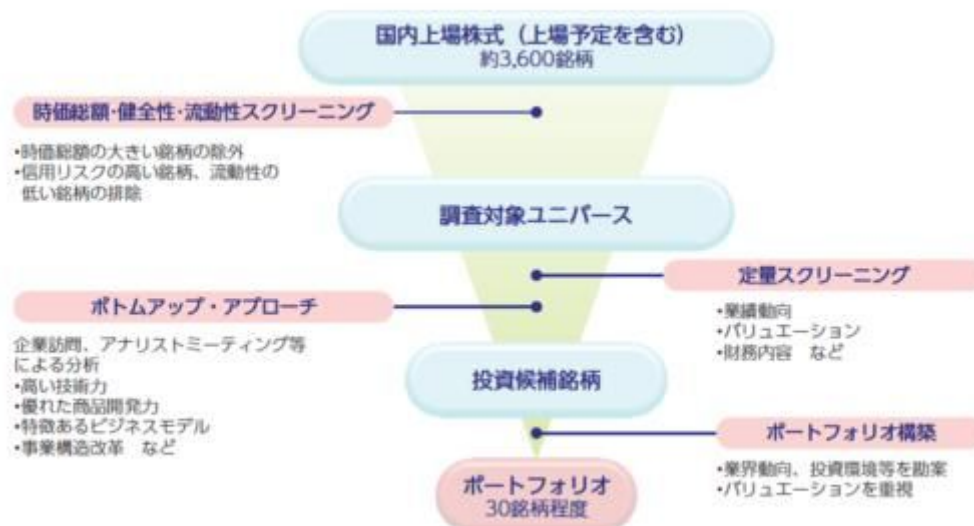 国内上場株式（上場予定を含む）
約3,600銘柄
時価総額・健全性・流動性スクリーニング
•時価総額の大きい銘柄の除外
•信用リスクの高い銘柄、流動性の
低い銘柄の排除
調査対象ユニバース
定量スクリーニング
•業績動向
•バリュエーション
•財務内容　など
ボトムアップ・アプローチ
企業訪問、アナリストミーティング等
による分析
•高い技術力
•優れた商品開発力
•特徴あるビジネスモデル
•事業構造改革　など
投資候補銘柄
ポートフォリオ構築
•業界動向、投資環境等を勘案
•バリュエーションを重視
ポートフォリオ
30銘柄程度